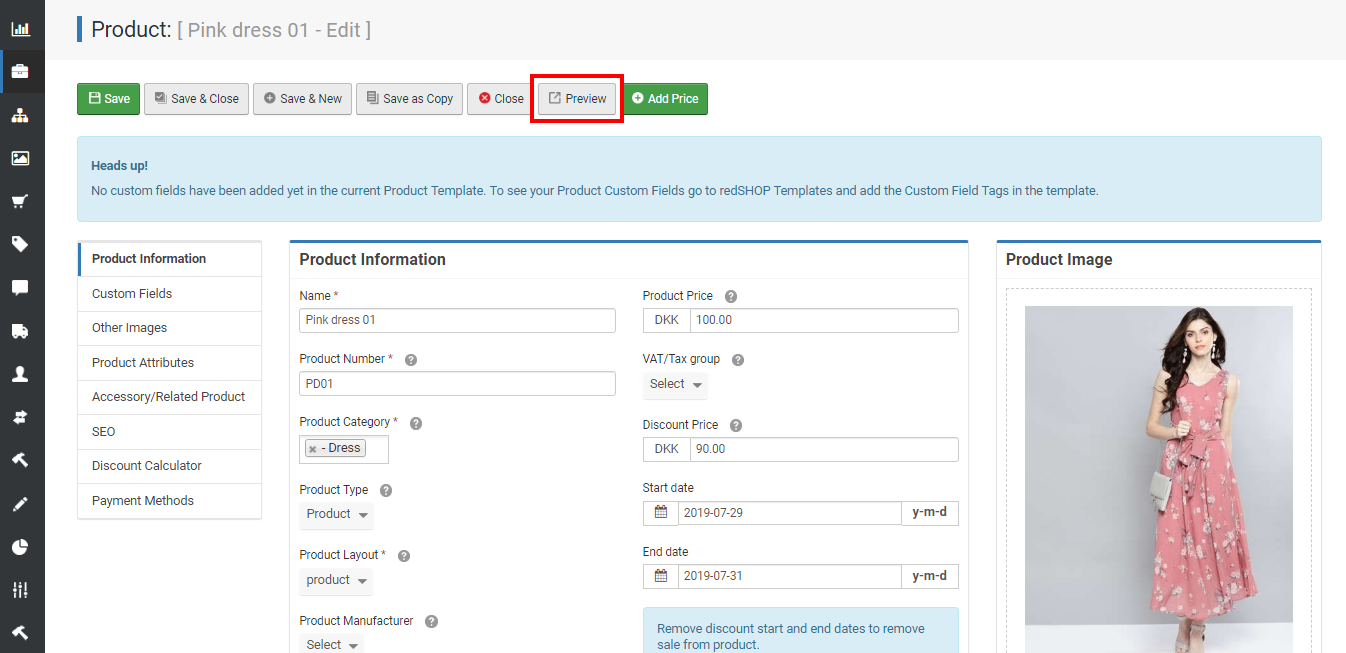 Product: [ Pink dress 01 - Edit ]
Save Save & Close Save & New Save as Copy Close Preview Add Price
Heads up!
No custom fields have been added yet in the current Product Template. To see your Product Custom Fields go to redSHOP Templates and add the Custom Field Tags in the template.
Product Information
Custom Fields
Other Images
Product Attributes
Accessory/Related Product
SEO
Discount Calculator
Payment Methods
Product Information
Name *
Pink dress 01
Product Number *
PD01
Product Category *
- Dress
Product Type
Product
Product Layout *
product
Product Manufacturer
Select
Product Price
DKK 100.00
VAT/Tax group
Select
Discount Price
DKK 90.00
Start date
2019-07-29 y-m-d
End date
2019-07-31 y-m-d
Remove discount start and end dates to remove
sale from product.
Product Image